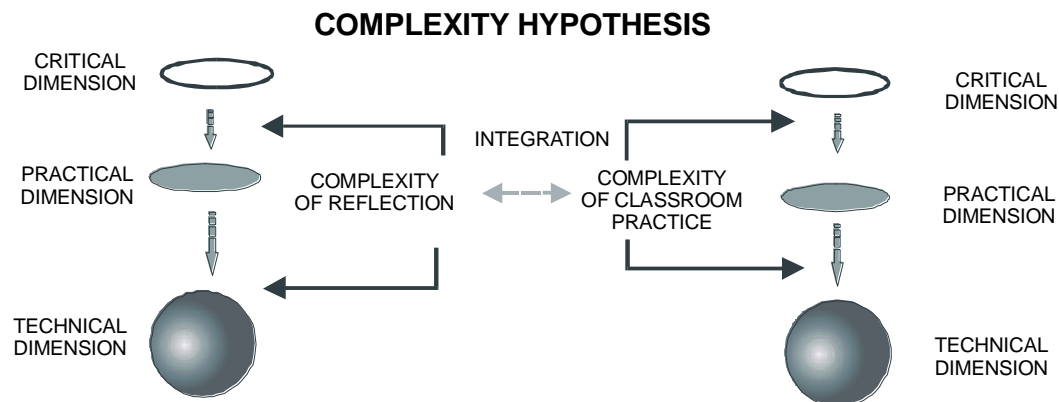 COMPLEXITY HYPOTHESIS
CRITICAL
DIMENSION
PRACTICAL
DIMENSION
TECHNICAL
DIMENSION
COMPLEXITY
OF REFLECTION
INTEGRATION
COMPLEXITY
OF CLASSROOM
PRACTICE
CRITICAL
DIMENSION
PRACTICAL
DIMENSION
TECHNICAL
DIMENSION